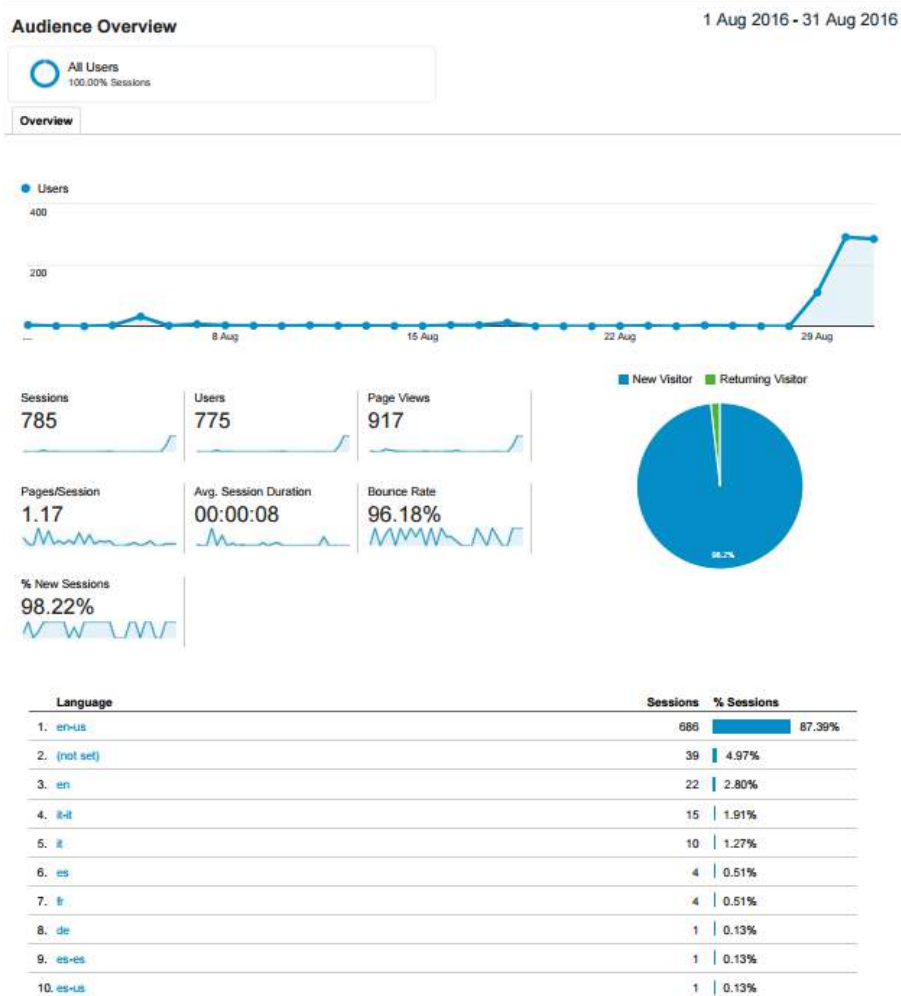 Audience Overview
1 Aug 2016 - 31 Aug 2016
All Users
100.00% Sessions
Overview
Users
400
200
...
8 Aug
15 Aug
22 Aug
29 Aug
New Visitor Returning Visitor
Sessions Users Page Views
785 775 917
Pages/Session Avg. Session Duration Bounce Rate
1.17 00:00:08 96.18%
98.2%
% New Sessions
98.22%
Language Sessions % Sessions
1. en-us 686 87.39%
2. (not set) 39 4.97%
3. en 22 2.80%
4. it-it 15 1.91%
5. it 10 1.27%
6. es 4 0.51%
7. fr 4 0.51%
8. de 1 0.13%
9. es-es 1 0.13%
10. es-us 1 0.13%